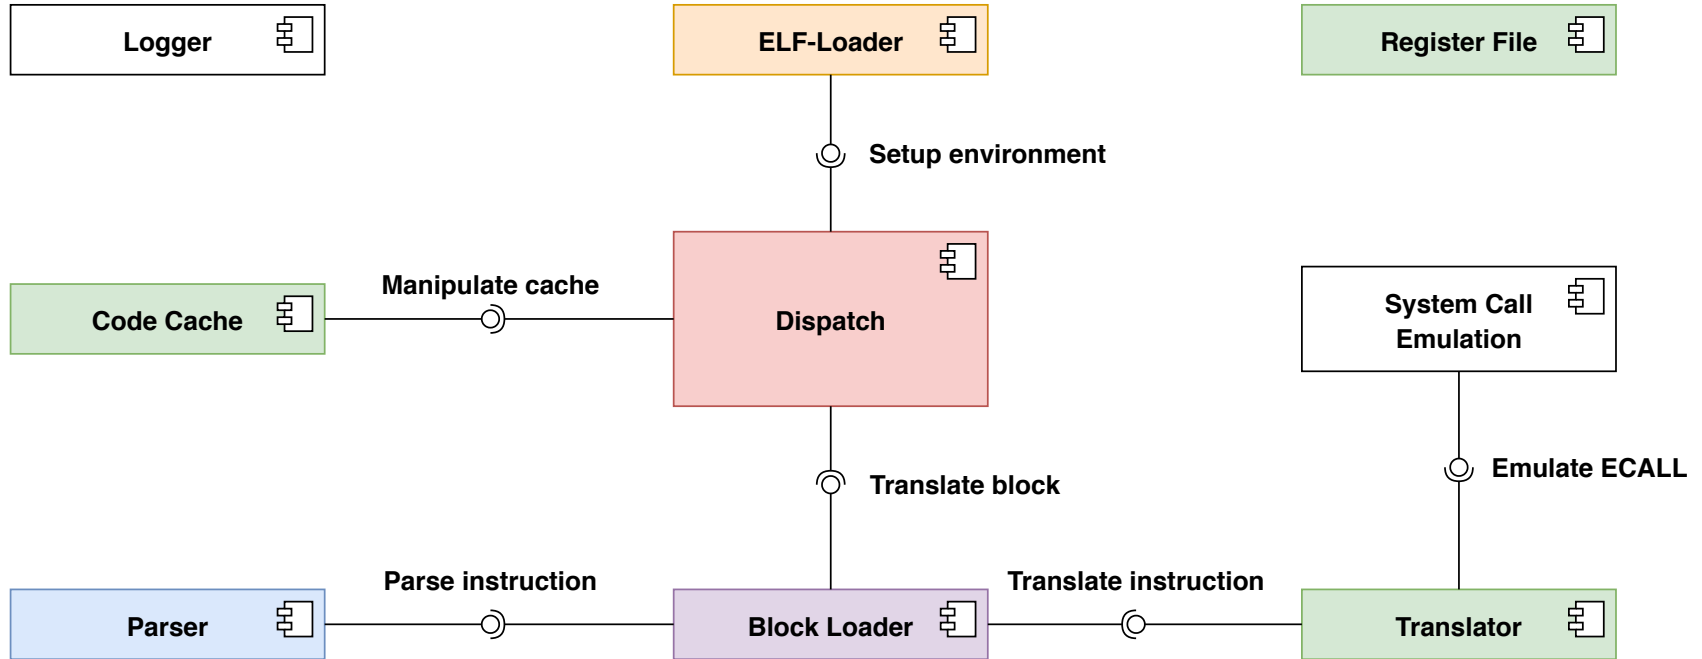 Logger
ELF-Loader
Register File
Setup environment
Manipulate cache
Code Cache
Dispatch
System Call
Emulation
Translate block
Emulate ECALL
Parse instruction
Translate instruction
Parser
Block Loader
Translator